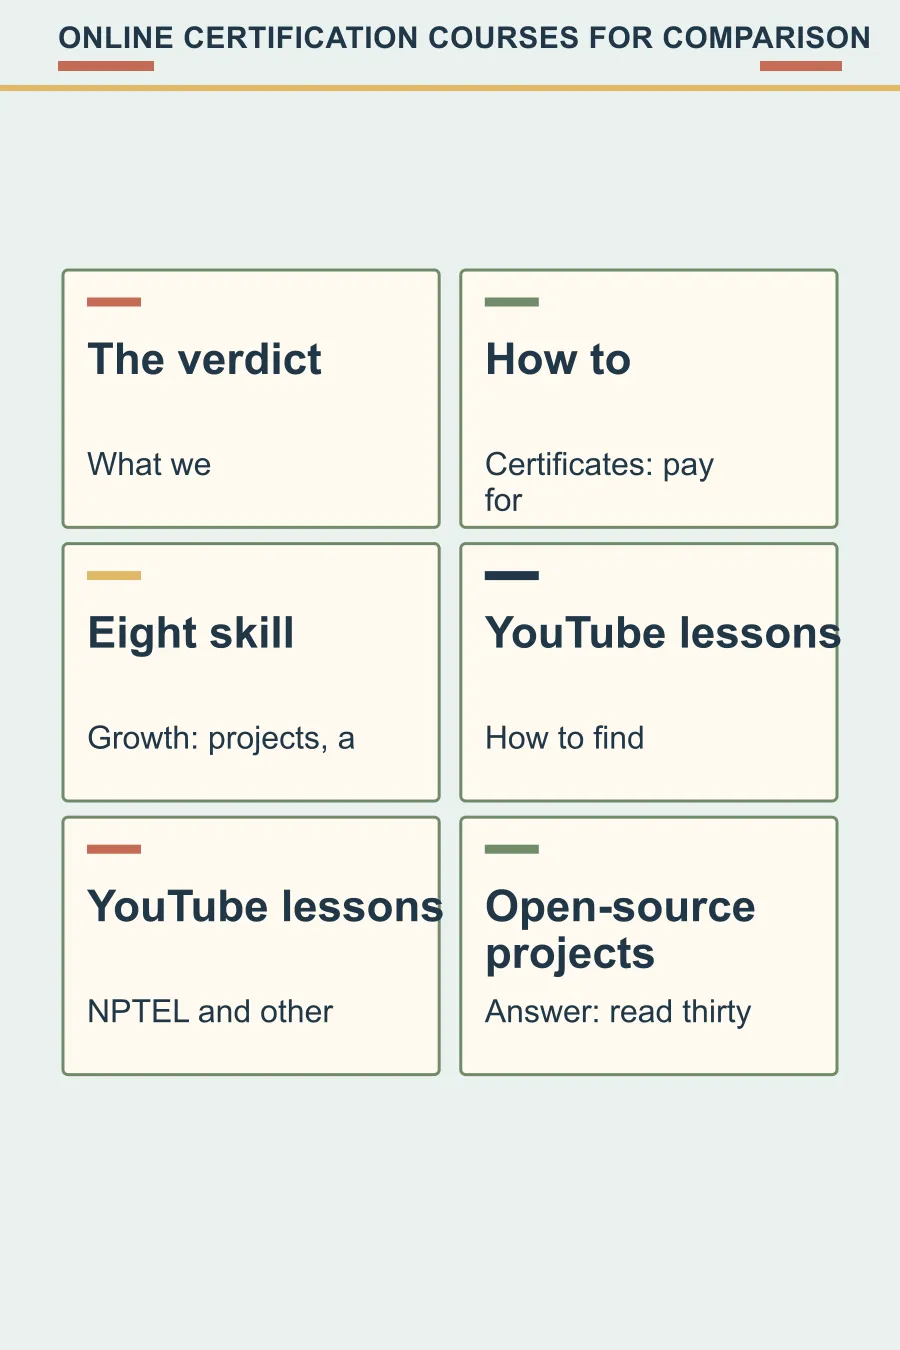 ONLINE CERTIFICATION COURSES FOR COMPARISON
The verdict
What we
How to
Certificates: pay
for
Eight skill
Growth: projects, a
YouTube lessons
How to find
YouTube lessons
NPTEL and other
Open-source
projects
Answer: read thirty